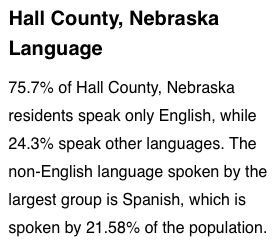 Hall County, Nebraska
Language
75.7% of Hall County, Nebraska
residents speak only English, while
24.3% speak other languages. The
non-English language spoken by the
largest group is Spanish, which is
spoken by 21.58% of the population.